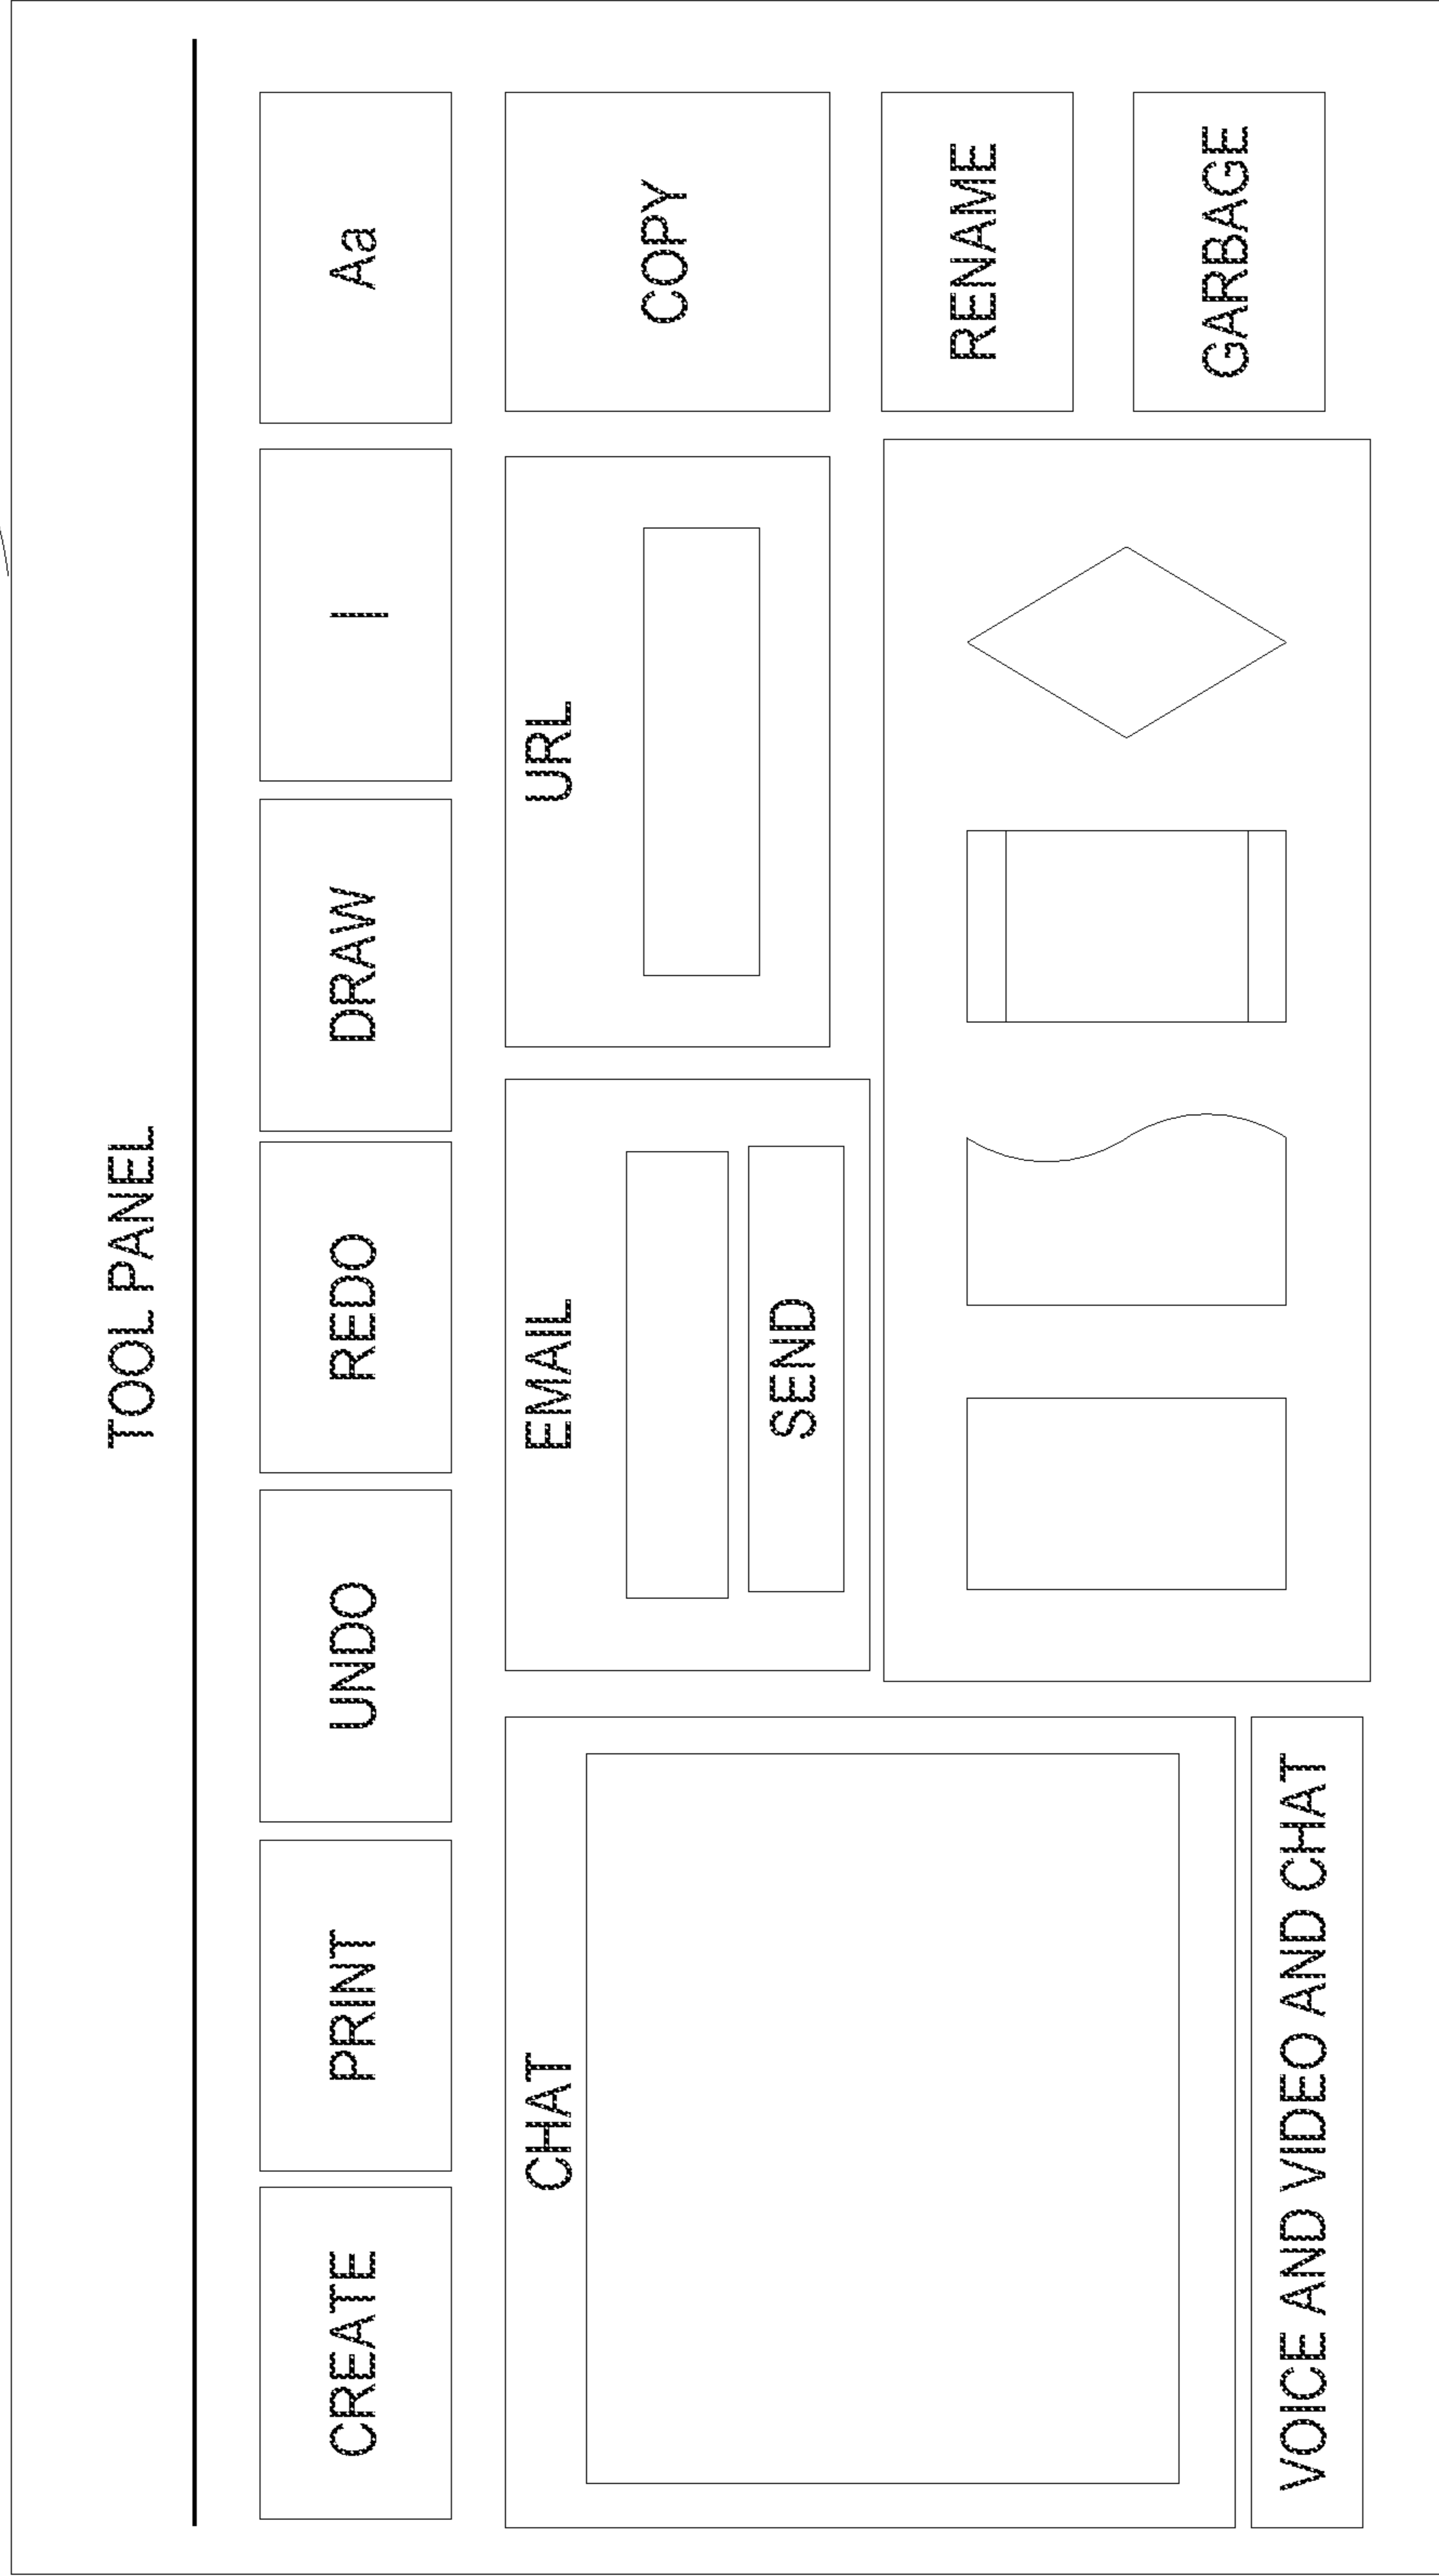 TOOL PANEL
CREATE
PRINT
UNDO
REDO
DRAW
I
Aa
CHAT
EMAIL
SEND
URL
COPY
RENAME
GARBAGE
VOICE AND VIDEO AND CHAT